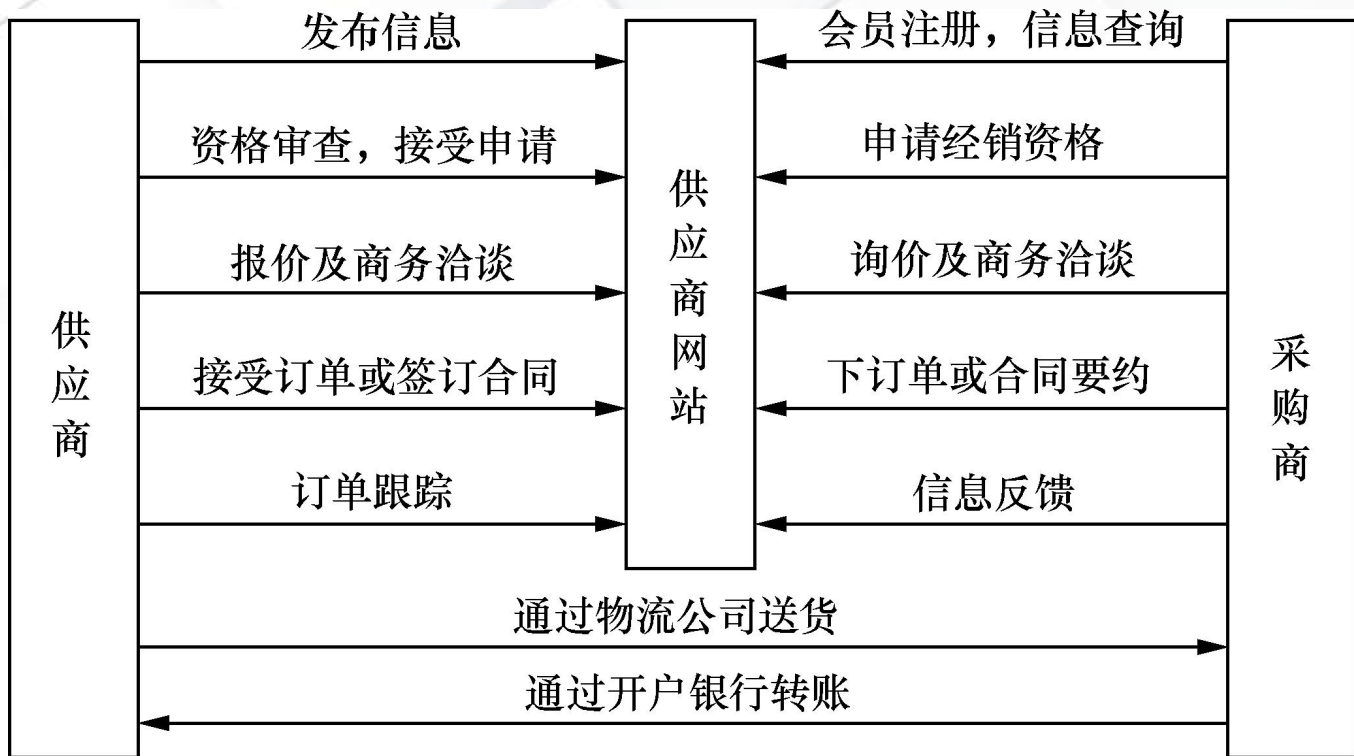 发布信息
会员注册，信息查询
资格审查，接受申请
申请经销资格
报价及商务洽谈
询价及商务洽谈
接受订单或签订合同
下订单或合同要约
订单跟踪
信息反馈
供应商
供应商网站
采购商
通过物流公司送货
通过开户银行转账